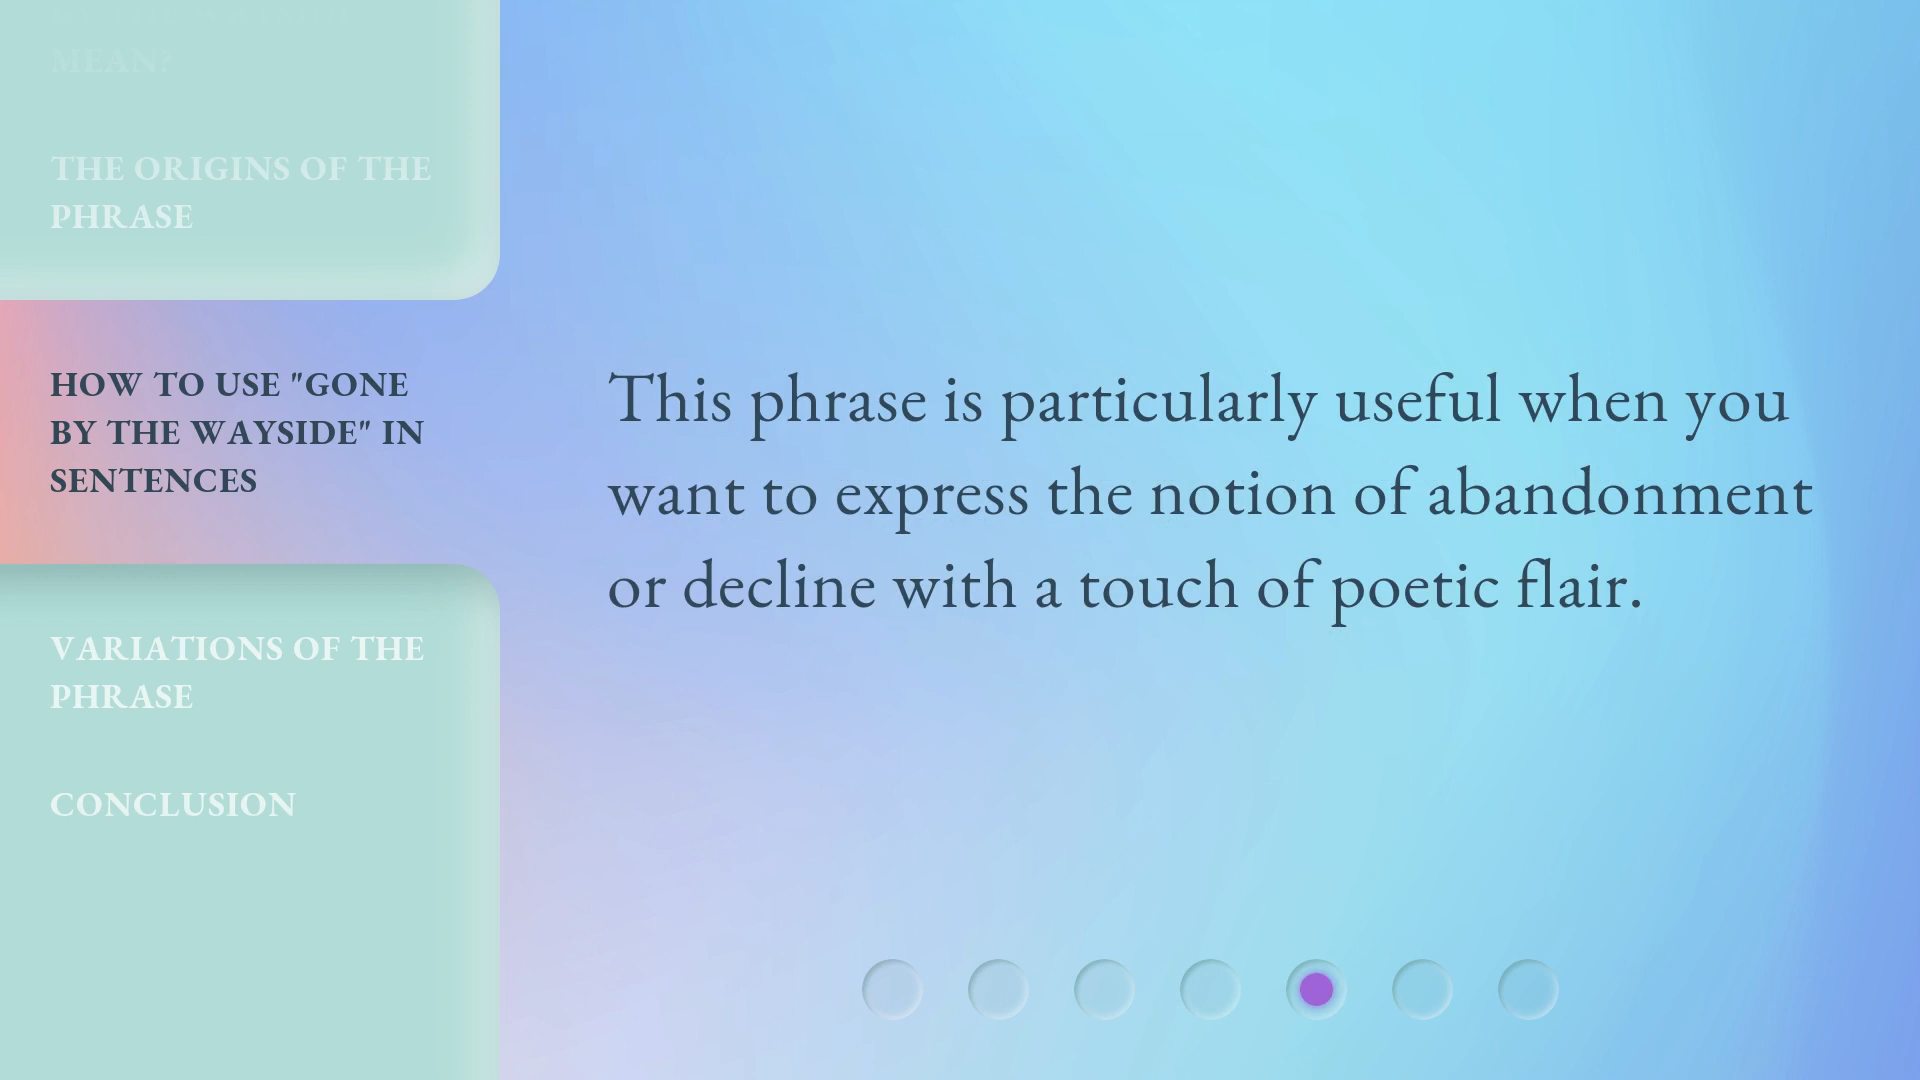 MEAN?
THE ORIGINS OF THE
PHRASE
HOW TO USE "GONE
BY THE WAYSIDE" IN
SENTENCES
VARIATIONS OF THE
PHRASE
CONCLUSION
This phrase is particularly useful when you
want to express the notion of abandonment
or decline with a touch of poetic flair.